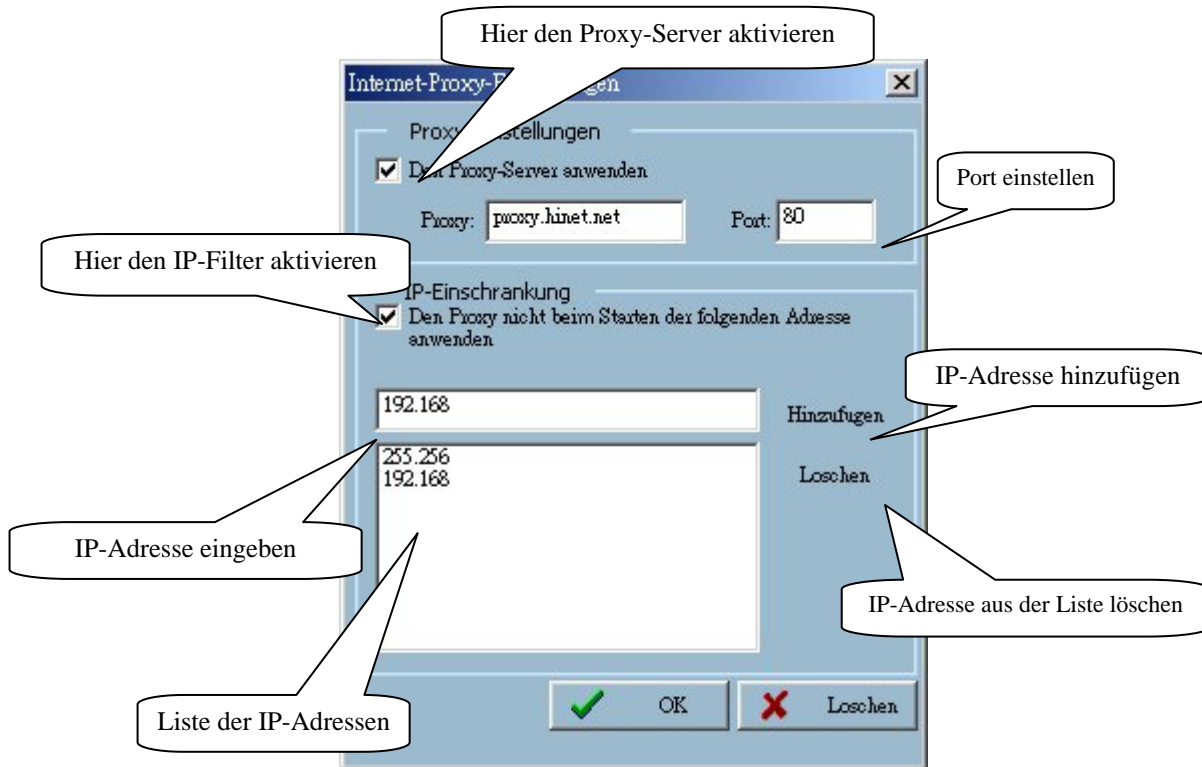 Hier den Proxy-Server aktivieren
Internet-Proxy-E gen
Proxy stellungen
Den Proxy-Server anwenden
Port einstellen
Proxy: proxy.hinet.net Port: 80
Hier den IP-Filter aktivieren
IP-Einschrankung
Den Proxy nicht beim Starten der folgenden Adresse
anwenden
IP-Adresse hinzufügen
192.168 Hinzufugen
255.256
192.168
Loschen
IP-Adresse eingeben
IP-Adresse aus der Liste löschen
Liste der IP-Adressen
OK Loschen